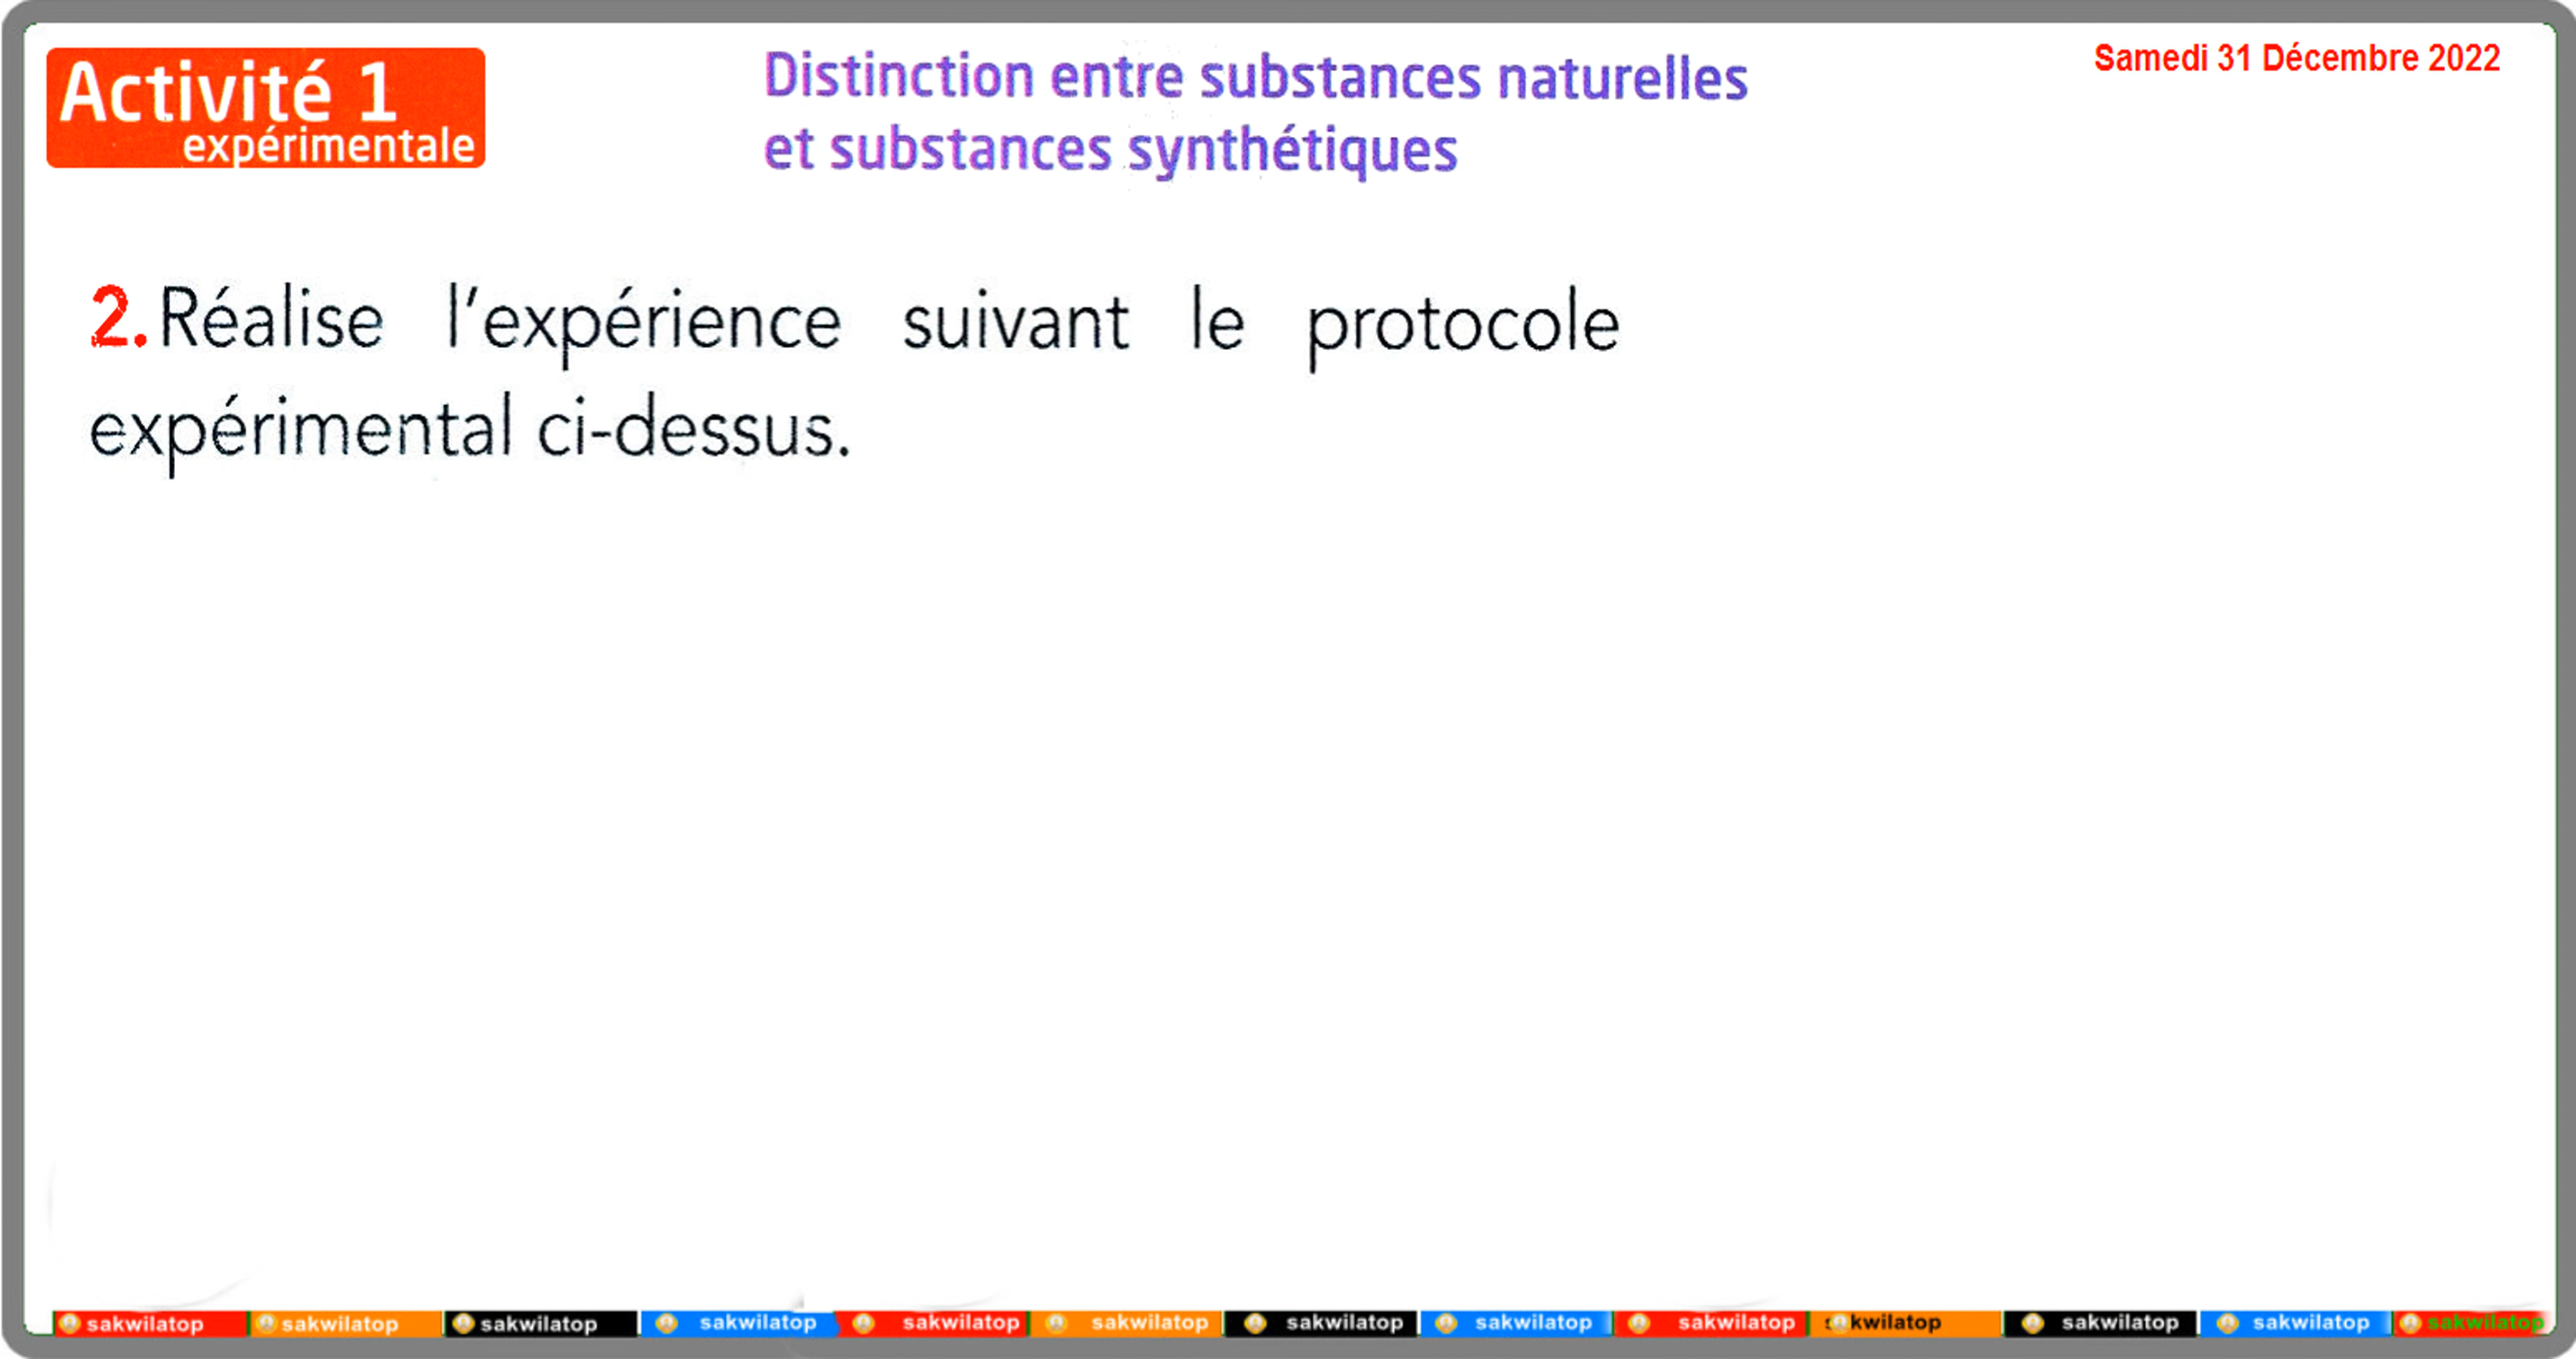 Activité 1
expérimentale
Distinction entre substances naturelles
et substances synthétiques
Samedi 31 Décembre 2022
2. Réalise l'expérience suivant le protocole
expérimental ci-dessus.
sakwilatop sakwilatop sakwilatop sakwilatop sakwilatop sakwilatop sakwilatop sakwilatop sakwilatop kwilatop sakwilatop sakwilatop sakwilatop